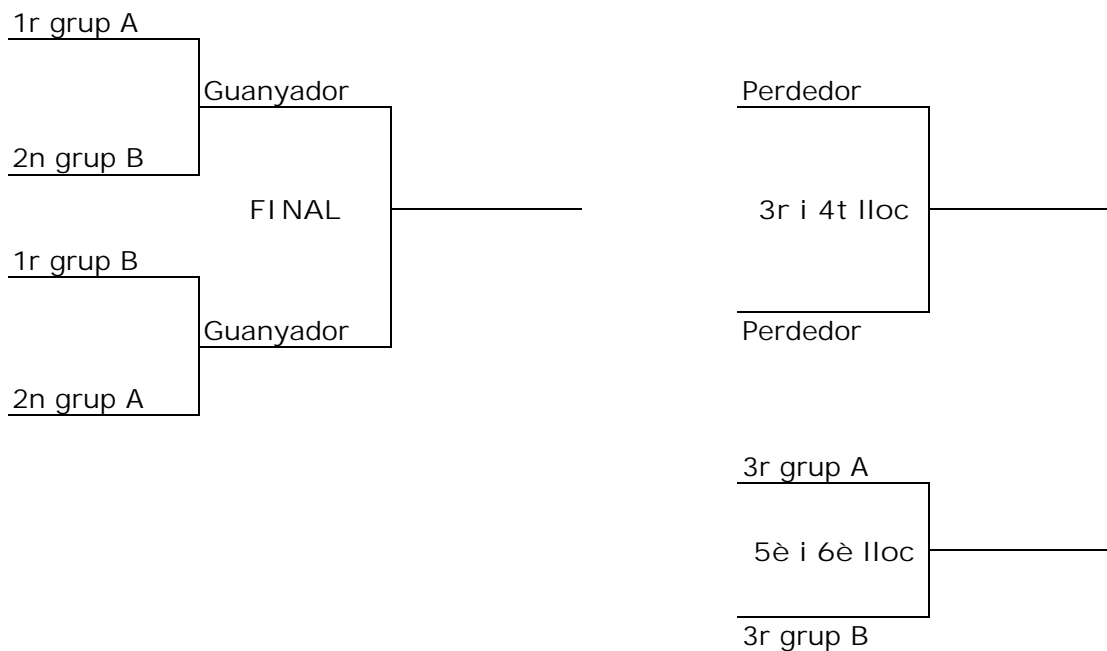 1r grup A
Guanyador
2n grup B
FINAL
1r grup B
Guanyador
2n grup A
Perdedor
3r i 4t lloc
Perdedor
3r grup A
5è i 6è lloc
3r grup B